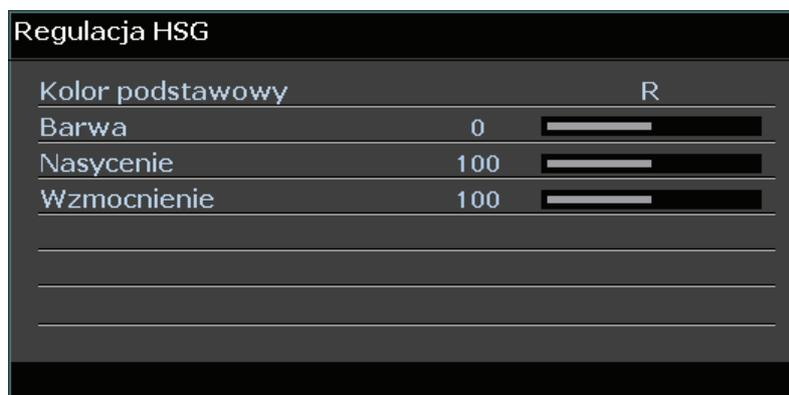 Regulacja HSG
Kolor podstawowy R
Barwa 0
Nasycenie 100
Wzmocnienie 100